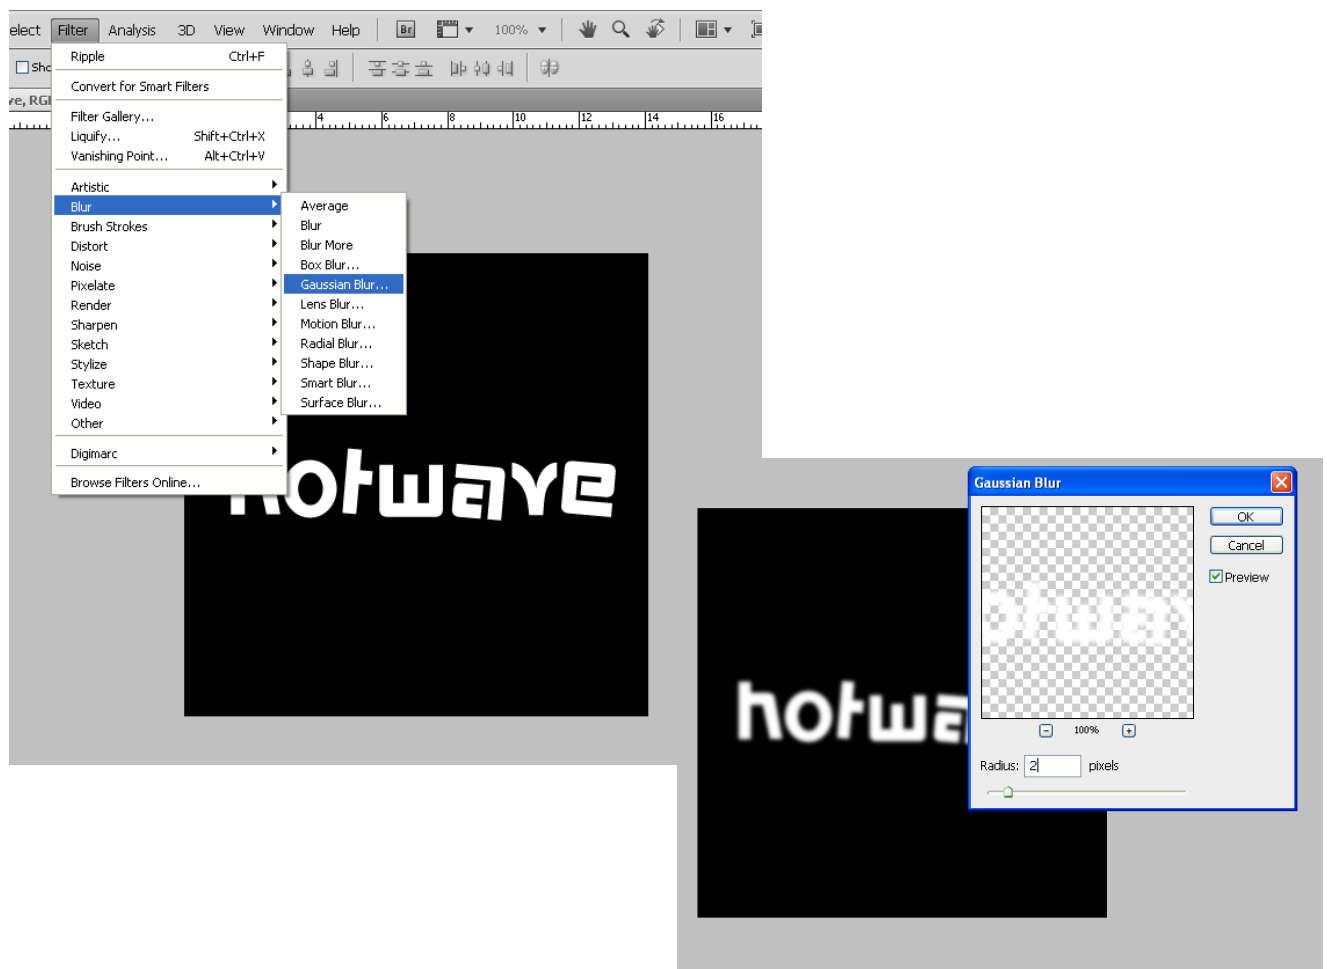 elect Filter Analysis 3D View Window Help Br 100%
Sho
ve, RGB
4 6 8 10 12 14 16
Ripple Ctrl+F
Convert for Smart Filters
Filter Gallery...
Liquify... Shift+Ctrl+X
Vanishing Point... Alt+Ctrl+V
Artistic
Blur
Brush Strokes
Distort
Noise
Pixelate
Render
Sharpen
Sketch
Stylize
Texture
Video
Other
Digimarc
Browse Filters Online...
Average
Blur
Blur More
Box Blur...
Gaussian Blur...
Lens Blur...
Motion Blur...
Radial Blur...
Shape Blur...
Smart Blur...
Surface Blur...
hotwave
Gaussian Blur
OK
Cancel
Preview
otwav
100%
Radius: 2 pixels
hotwa